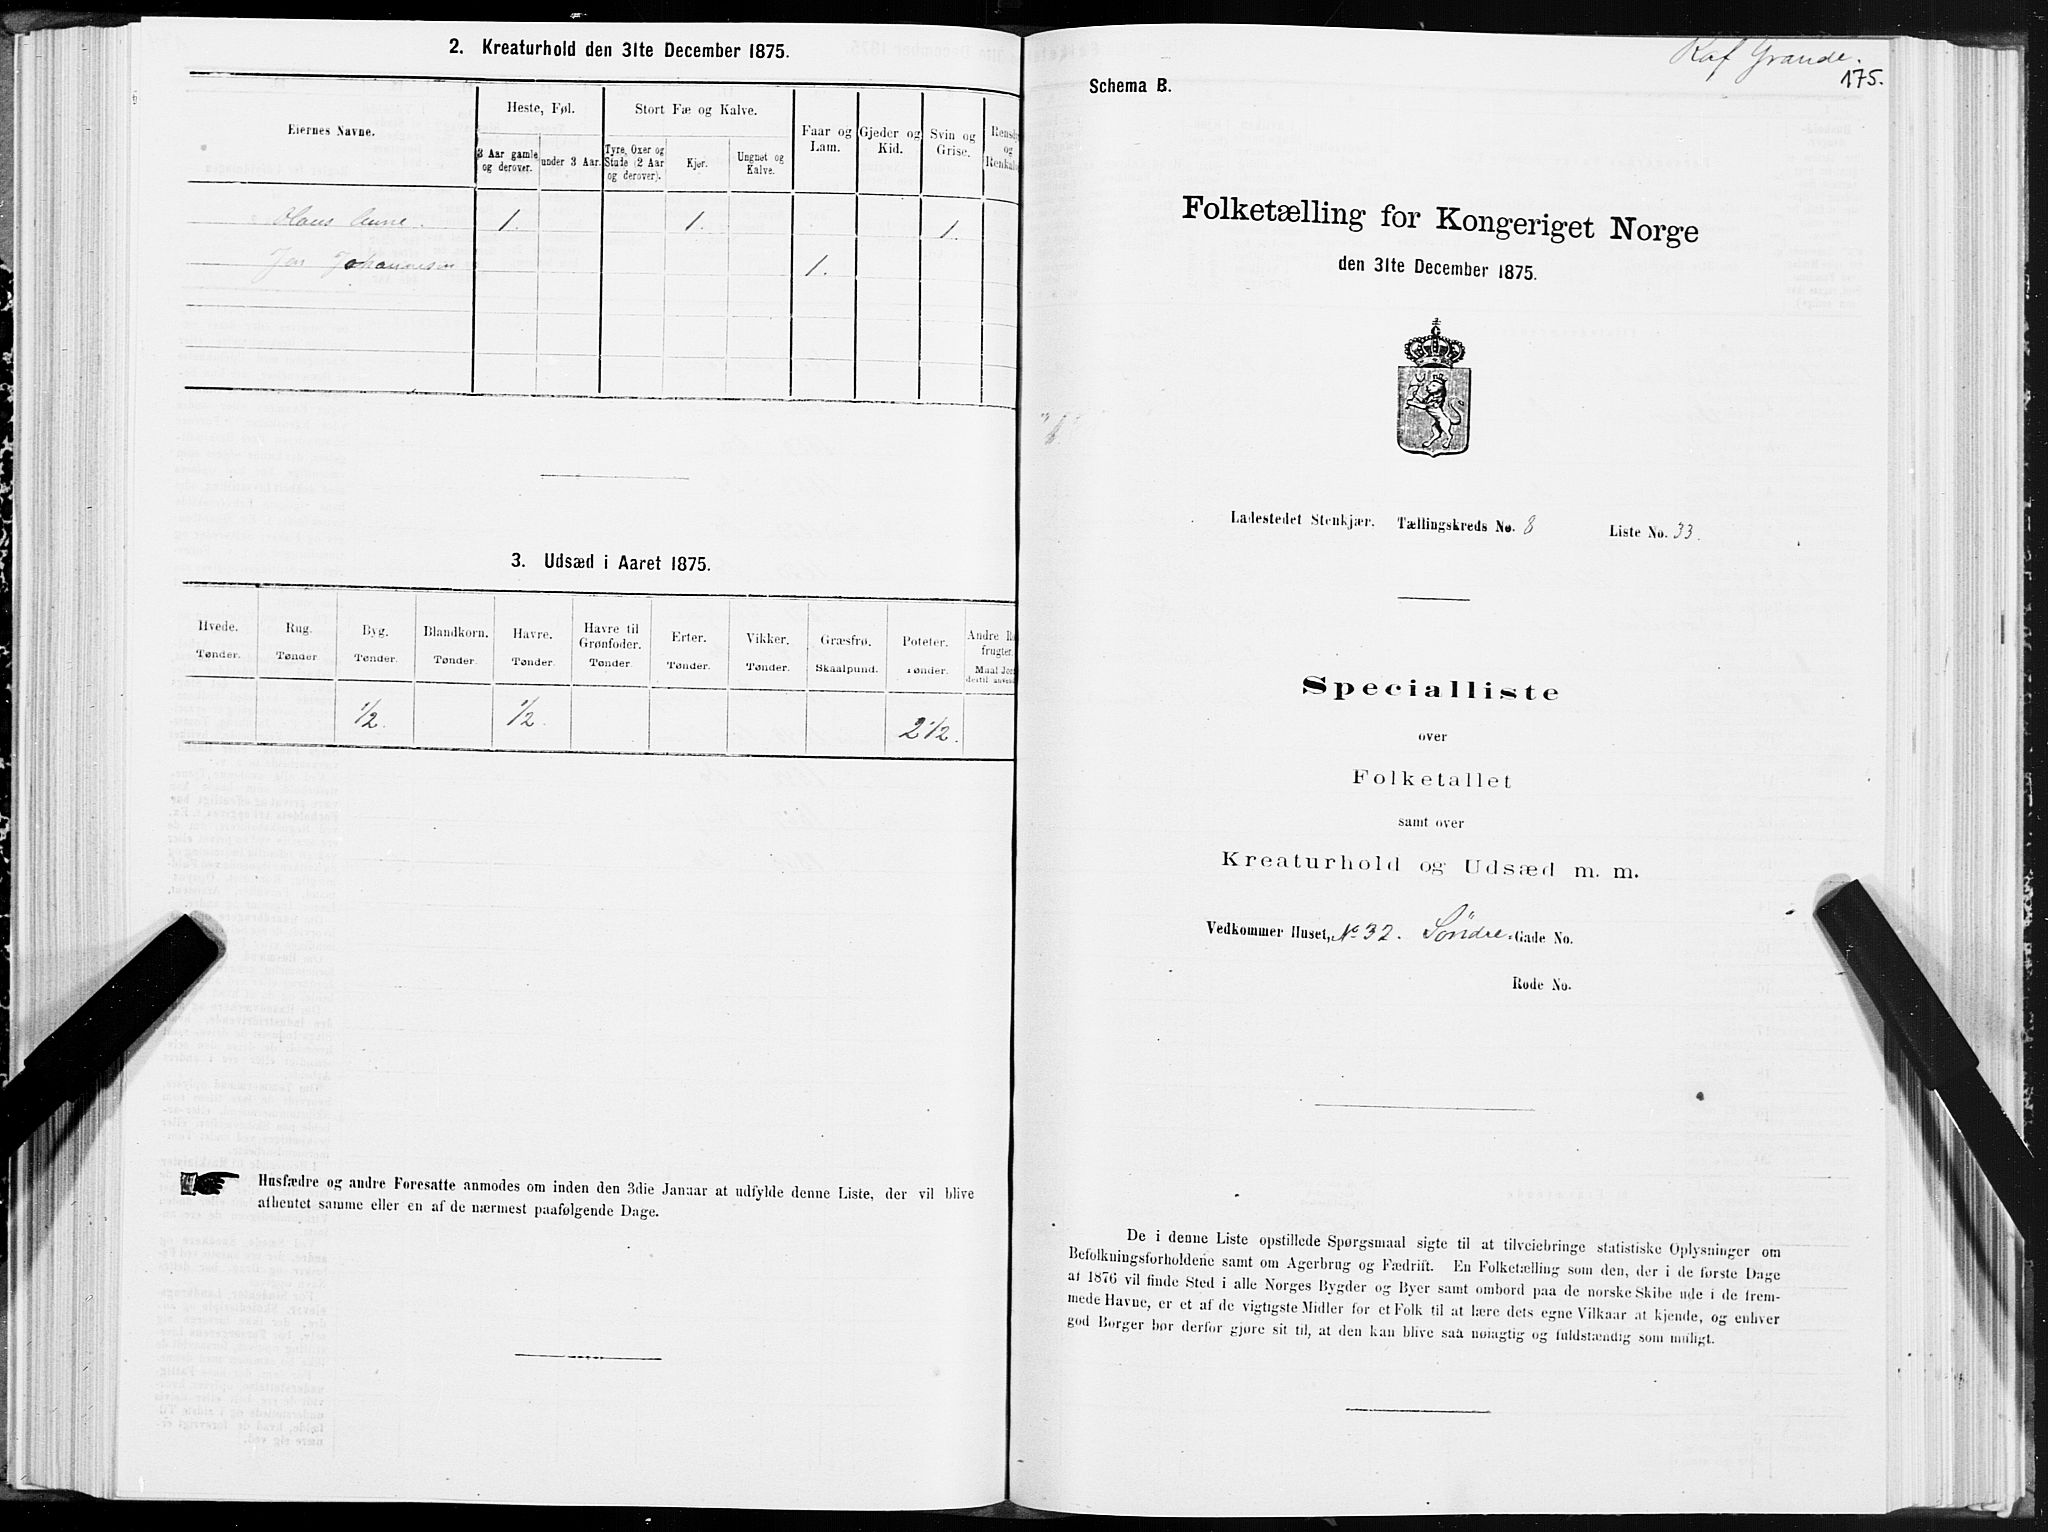 2. Kreaturhold den 31te December 1875.
Eiernes Navne.
Heste, Føl.
Stort Fæ og Kalve.
Faar og Lam.
Gjeder og Kid.
Svin og Grise.
og
3 Aar gamle og derover.
under 3 Aar.
Tyre, Oxer og Stude (2 Aar og derover).
Kjør.
Ungnøt og Kalve.
Hans 1. 1. 1.
Johannesen 1.
3. Udsæd i Aaret 1875.
Hvede. Rug. Byg. Blandkorn. Havre. Havre til Grønfoder. Erter. Vikker. Græsfrø. Poteter. Andre
frugter.
Tønder. Tønder Tønder. Tønder. Tønder. Tønder. Tønder. Tønder. Skaalpund. Tønder. Maal
1/2 1/2. 2 1/2.
Husfædre og andre Foresatte anmodes om inden den 3die Januar at udfylde denne Liste, der vil blive
afhentet samme eller en af de nærmest paafølgende Dage.
Grande.
175.
Schema B.
Folketælling for Kongeriget Norge
den 31te December 1875.
Ladestedet Stenkjær. Tællingskreds No. 8 Liste No. 33.
Specialliste
over
Folketallet
samt over
Kreaturhold og Udsæd m. m.
Vedkommer Huset, No 32. Söndre Gade No.
Rode No.
De i denne Liste opstillede Spørgsmaal sigte til at tilveiebringe statistiske Oplysninger om
Befolkningsforholdene samt om Agerbrug og Fædrift. En Folketælling som den, der i de første Dage
af 1876 vil finde Sted i alle Norges Bygder og Byer samt ombord paa de norske Skibe ude i de frem-
mede Havne, er et af de vigtigste Midler for et Folk til at lære dets egne Vilkaar at kjende, og enhver
god Borger bør derfor gjøre sit til, at den kan blive saa nøiagtig og fuldstændig som muligt.